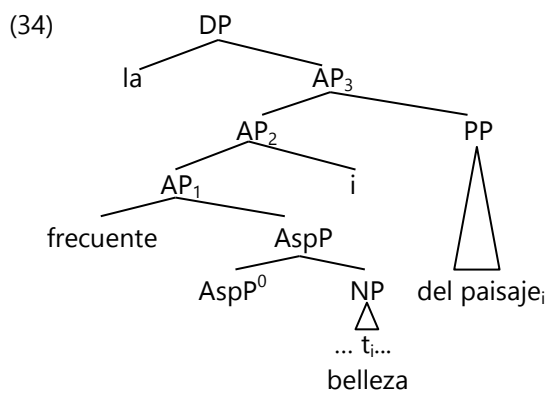 (34) DP
la AP₃
AP₂ PP
AP₁ i
frecuente AspP
AspP⁰ NP del paisajeᵢ
... tᵢ...
belleza